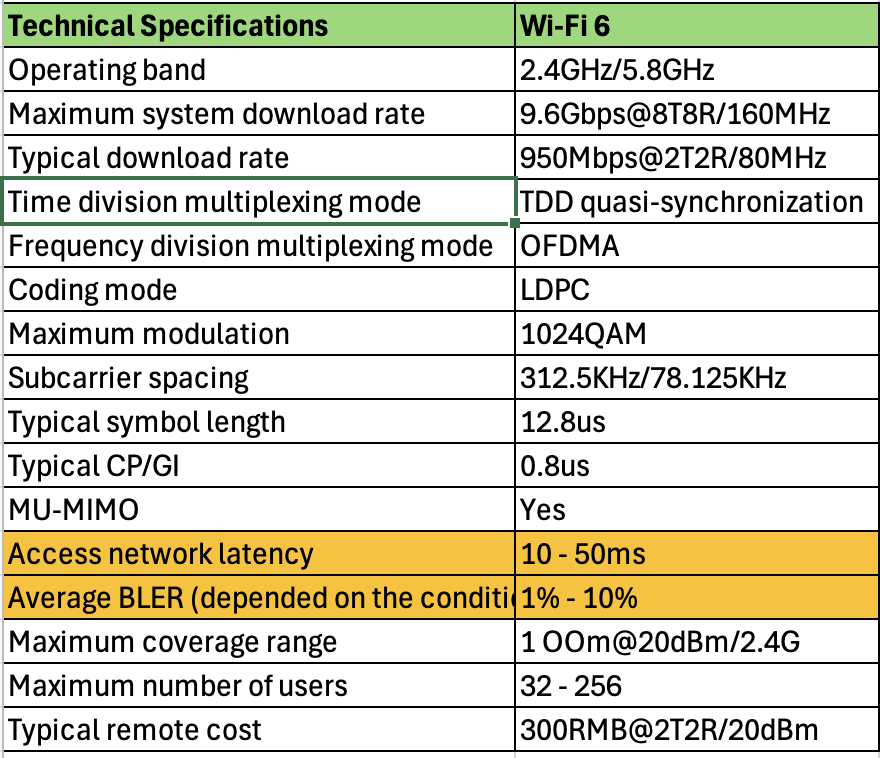 Technical Specifications Wi-Fi 6
Operating band 2.4GHz/5.8GHz
Maximum system download rate 9.6Gbps@8T8R/160MHz
Typical download rate 950Mbps@2T2R/80MHz
Time division multiplexing mode TDD quasi-synchronization
Frequency division multiplexing mode OFDMA
Coding mode LDPC
Maximum modulation 1024QAM
Subcarrier spacing 312.5KHz/78.125KHz
Typical symbol length 12.8us
Typical CP/GI 0.8us
MU-MIMO Yes
Access network latency 10 - 50ms
Average BLER (depended on the conditi 1% - 10%
Maximum coverage range 1 OOm@20dBm/2.4G
Maximum number of users 32 - 256
Typical remote cost 300RMB@2T2R/20dBm